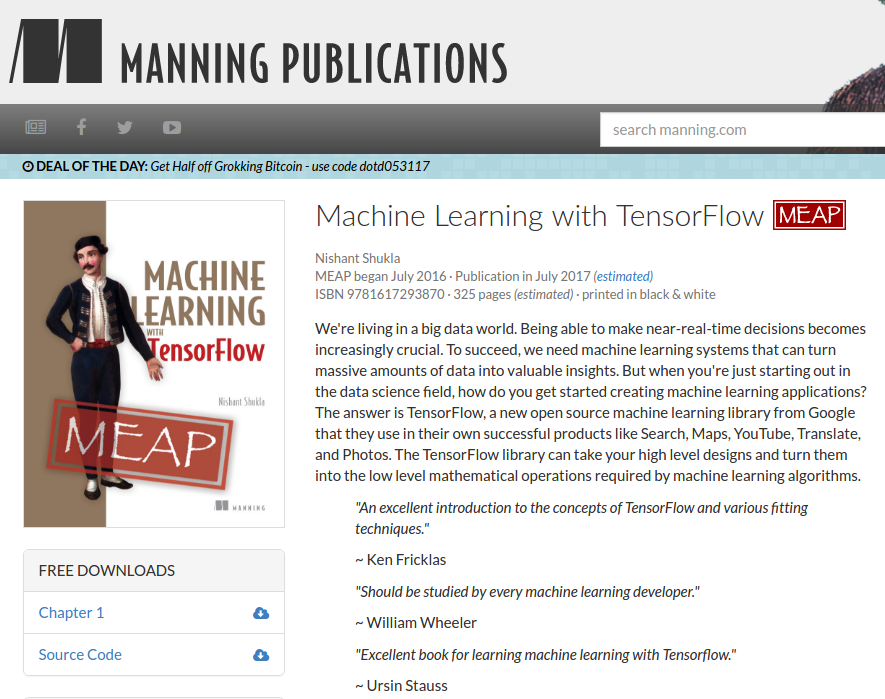 MANNING PUBLICATIONS
search manning.com
DEAL OF THE DAY: Get Half off Grokking Bitcoin - use code dotd053117
MACHINE
LEARNING
WITH
TensorFlow
Nishant Shukla
MEAP
MANNING
FREE DOWNLOADS
Chapter 1
Source Code
Machine Learning with TensorFlow MEAP
Nishant Shukla
MEAP began July 2016 · Publication in July 2017 (estimated)
ISBN 9781617293870 · 325 pages (estimated) · printed in black & white
We're living in a big data world. Being able to make near-real-time decisions becomes
increasingly crucial. To succeed, we need machine learning systems that can turn
massive amounts of data into valuable insights. But when you're just starting out in
the data science field, how do you get started creating machine learning applications?
The answer is TensorFlow, a new open source machine learning library from Google
that they use in their own successful products like Search, Maps, YouTube, Translate,
and Photos. The TensorFlow library can take your high level designs and turn them
into the low level mathematical operations required by machine learning algorithms.
"An excellent introduction to the concepts of TensorFlow and various fitting
techniques."
~ Ken Fricklas
"Should be studied by every machine learning developer."
~ William Wheeler
"Excellent book for learning machine learning with Tensorflow."
~ Ursin Stauss